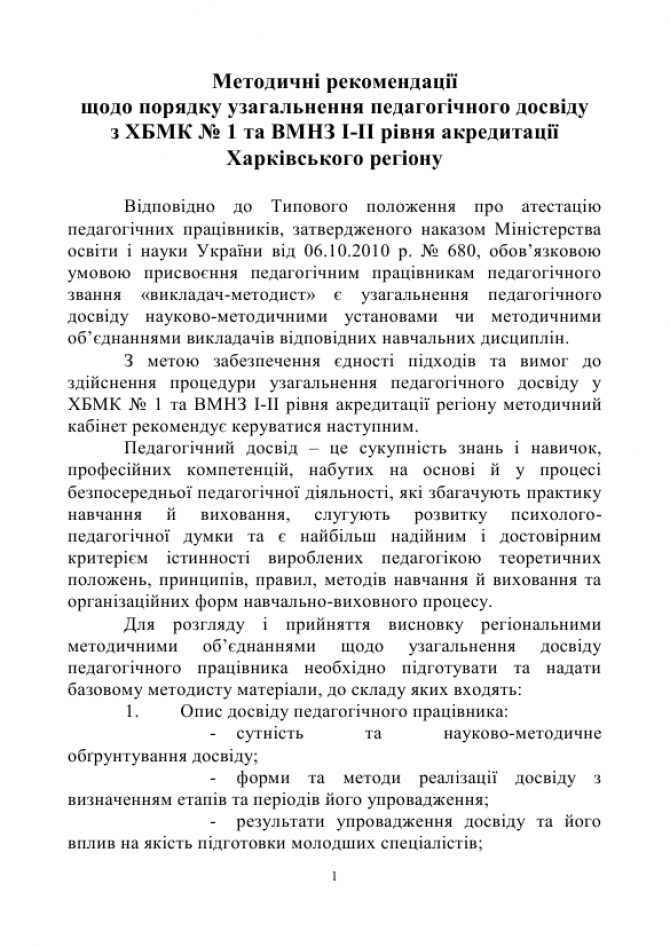 Методичні рекомендації
щодо порядку узагальнення педагогічного досвіду
з ХБМК № 1 та ВМНЗ І-ІІ рівня акредитації
Харківського регіону
Відповідно до Типового положення про атестацію
педагогічних працівників, затвердженого наказом Міністерства
освіти і науки України від 06.10.2010 р. № 680, обов’язковою
умовою присвоєння педагогічним працівникам педагогічного
звання «викладач-методист» є узагальнення педагогічного
досвіду науково-методичними установами чи методичними
об’єднаннями викладачів відповідних навчальних дисциплін.
З метою забезпечення єдності підходів та вимог до
здійснення процедури узагальнення педагогічного досвіду у
ХБМК № 1 та ВМНЗ І-ІІ рівня акредитації регіону методичний
кабінет рекомендує керуватися наступним.
Педагогічний досвід – це сукупність знань і навичок,
професійних компетенцій, набутих на основі й у процесі
безпосередньої педагогічної діяльності, які збагачують практику
навчання й виховання, слугують розвитку психолого-
педагогічної думки та є найбільш надійним і достовірним
критерієм істинності вироблених педагогікою теоретичних
положень, принципів, правил, методів навчання й виховання та
організаційних форм навчально-виховного процесу.
Для розгляду і прийняття висновку регіональними
методичними об’єднаннями щодо узагальнення досвіду
педагогічного працівника необхідно підготувати та надати
базовому методисту матеріали, до складу яких входять:
1. Опис досвіду педагогічного працівника:
- сутність та науково-методичне
обґрунтування досвіду;
- форми та методи реалізації досвіду з
визначенням етапів та періодів його упровадження;
- результати упровадження досвіду та його
вплив на якість підготовки молодших спеціалістів;
1